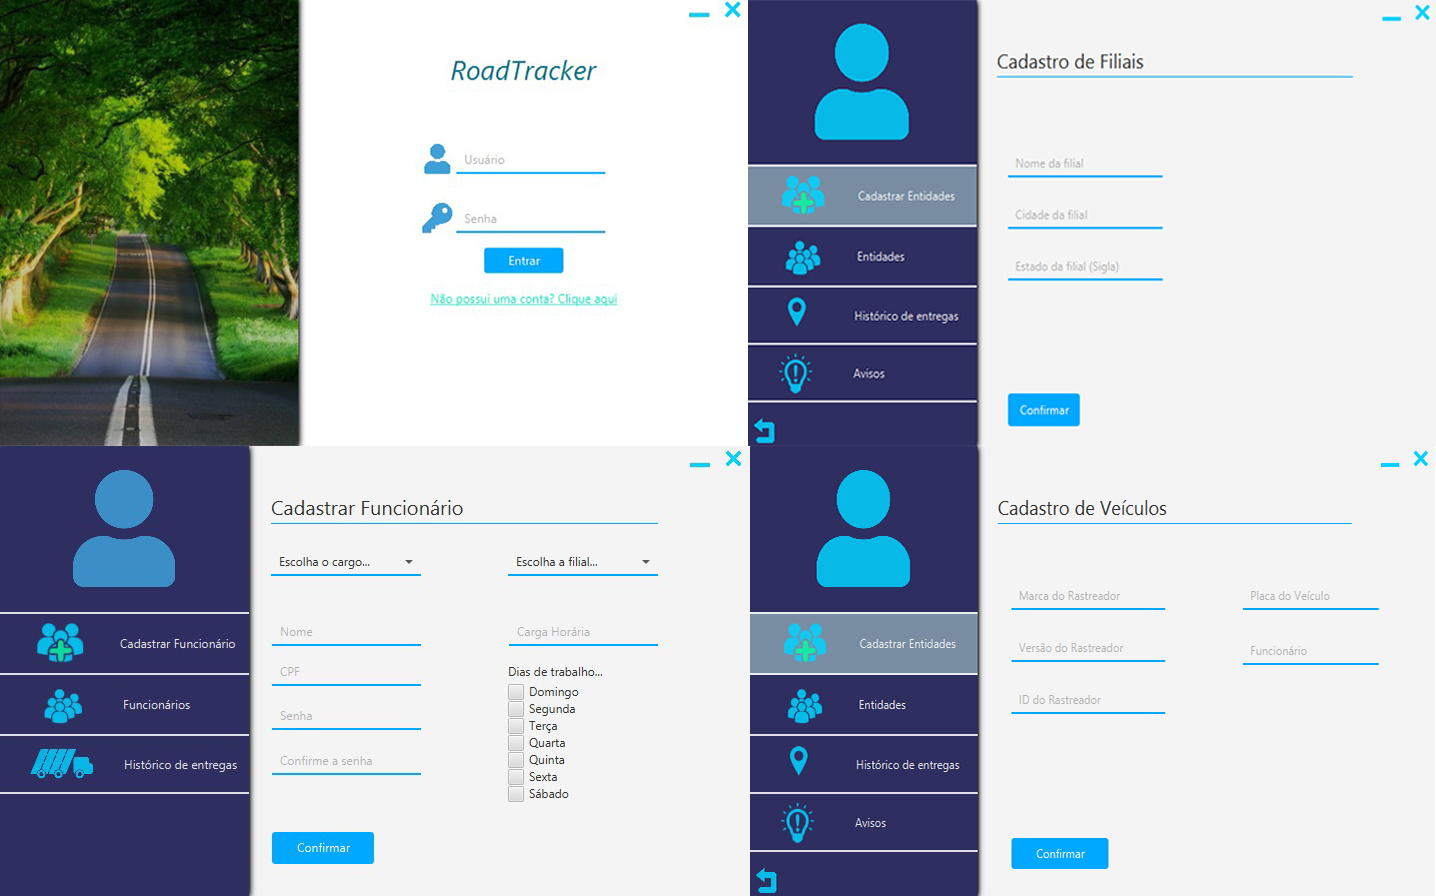 RoadTracker
Usuário
Senha
Entrar
Não possui uma conta? Clique aqui
Cadastrar Entidades
Entidades
Histórico de entregas
Avisos
Cadastro de Filiais
Nome da filial
Cidade da filial
Estado da filial (Sigla)
Confirmar
Cadastrar Funcionário
Funcionários
Histórico de entregas
Cadastrar Funcionário
Escolha o cargo...
Escolha a filial...
Nome
CPF
Senha
Confirme a senha
Carga Horária
Dias de trabalho...
Domingo
Segunda
Terça
Quarta
Quinta
Sexta
Sábado
Confirmar
Cadastrar Entidades
Entidades
Histórico de entregas
Avisos
Cadastro de Veículos
Marca do Rastreador
Versão do Rastreador
ID do Rastreador
Placa do Veículo
Funcionário
Confirmar